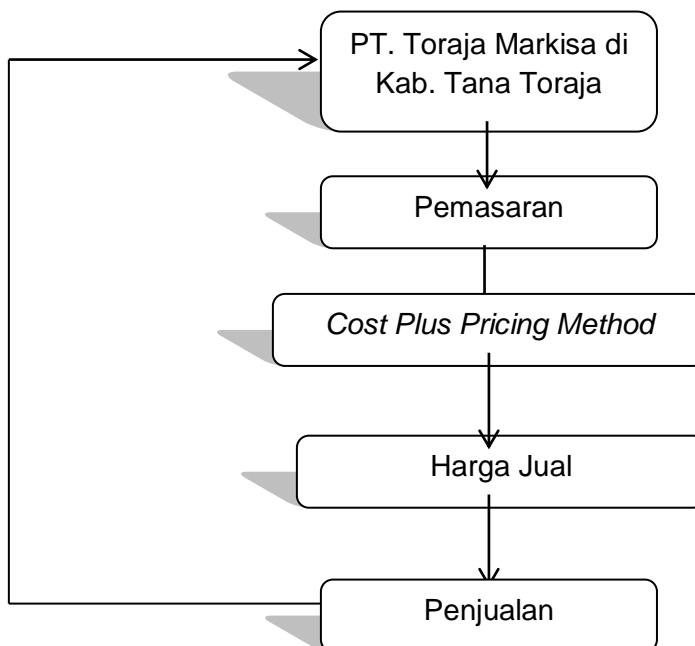 PT. Toraja Markisa di
Kab. Tana Toraja
Pemasaran
Cost Plus Pricing Method
Harga Jual
Penjualan